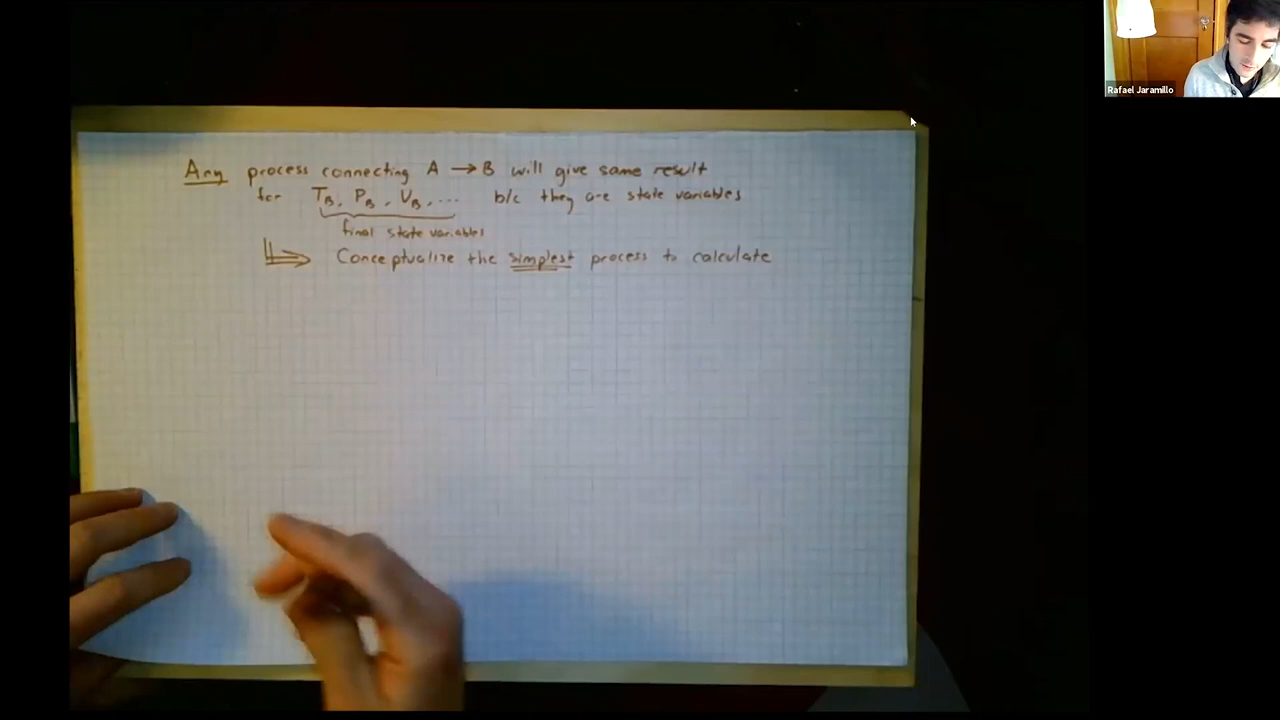 Any process connecting A → B will give same result
for T_B, P_B, U_B, ... b/c they are state variables
final state variables
⇒ Conceptualize the simplest process to calculate
Rafael Jaramillo